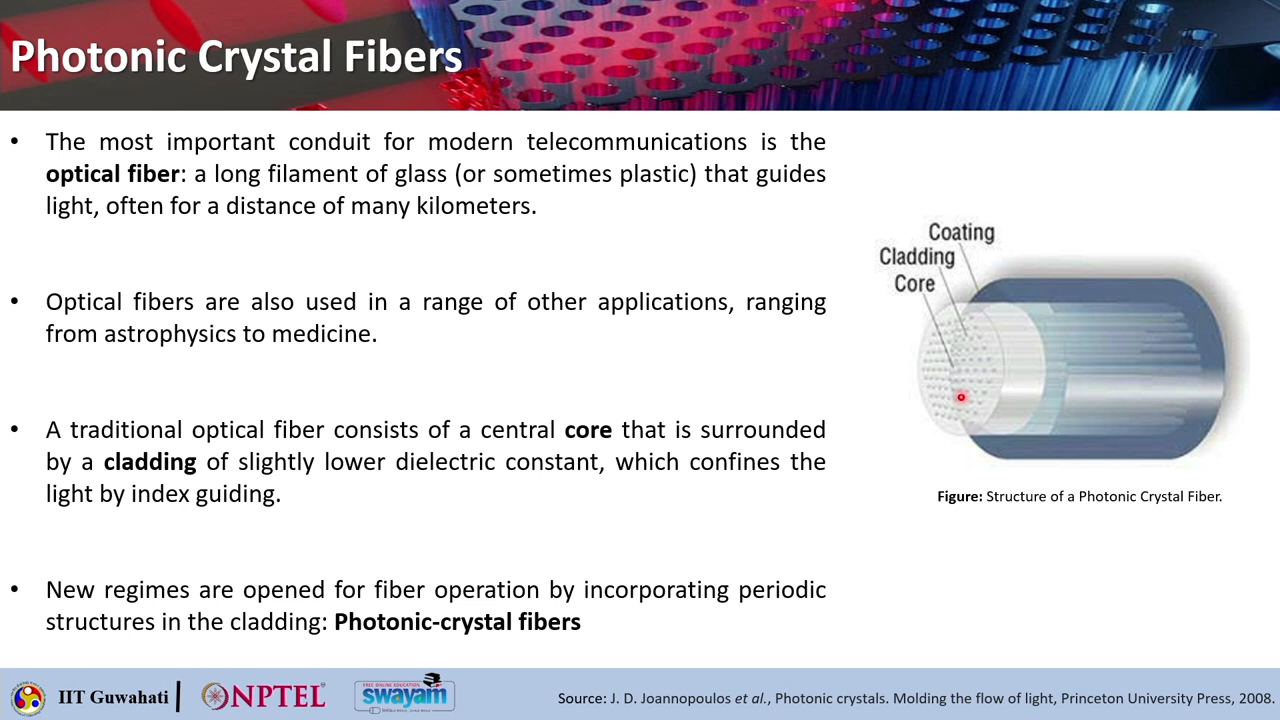 Photonic Crystal Fibers
• The most important conduit for modern telecommunications is the
optical fiber: a long filament of glass (or sometimes plastic) that guides
light, often for a distance of many kilometers.
• Optical fibers are also used in a range of other applications, ranging
from astrophysics to medicine.
• A traditional optical fiber consists of a central core that is surrounded
by a cladding of slightly lower dielectric constant, which confines the
light by index guiding.
• New regimes are opened for fiber operation by incorporating periodic
structures in the cladding: Photonic-crystal fibers
Coating
Cladding
Core
Figure: Structure of a Photonic Crystal Fiber.
IIT Guwahati
NPTEL
FREE ONLINE EDUCATION
swayam
Source: J. D. Joannopoulos et al., Photonic crystals. Molding the flow of light, Princeton University Press, 2008.